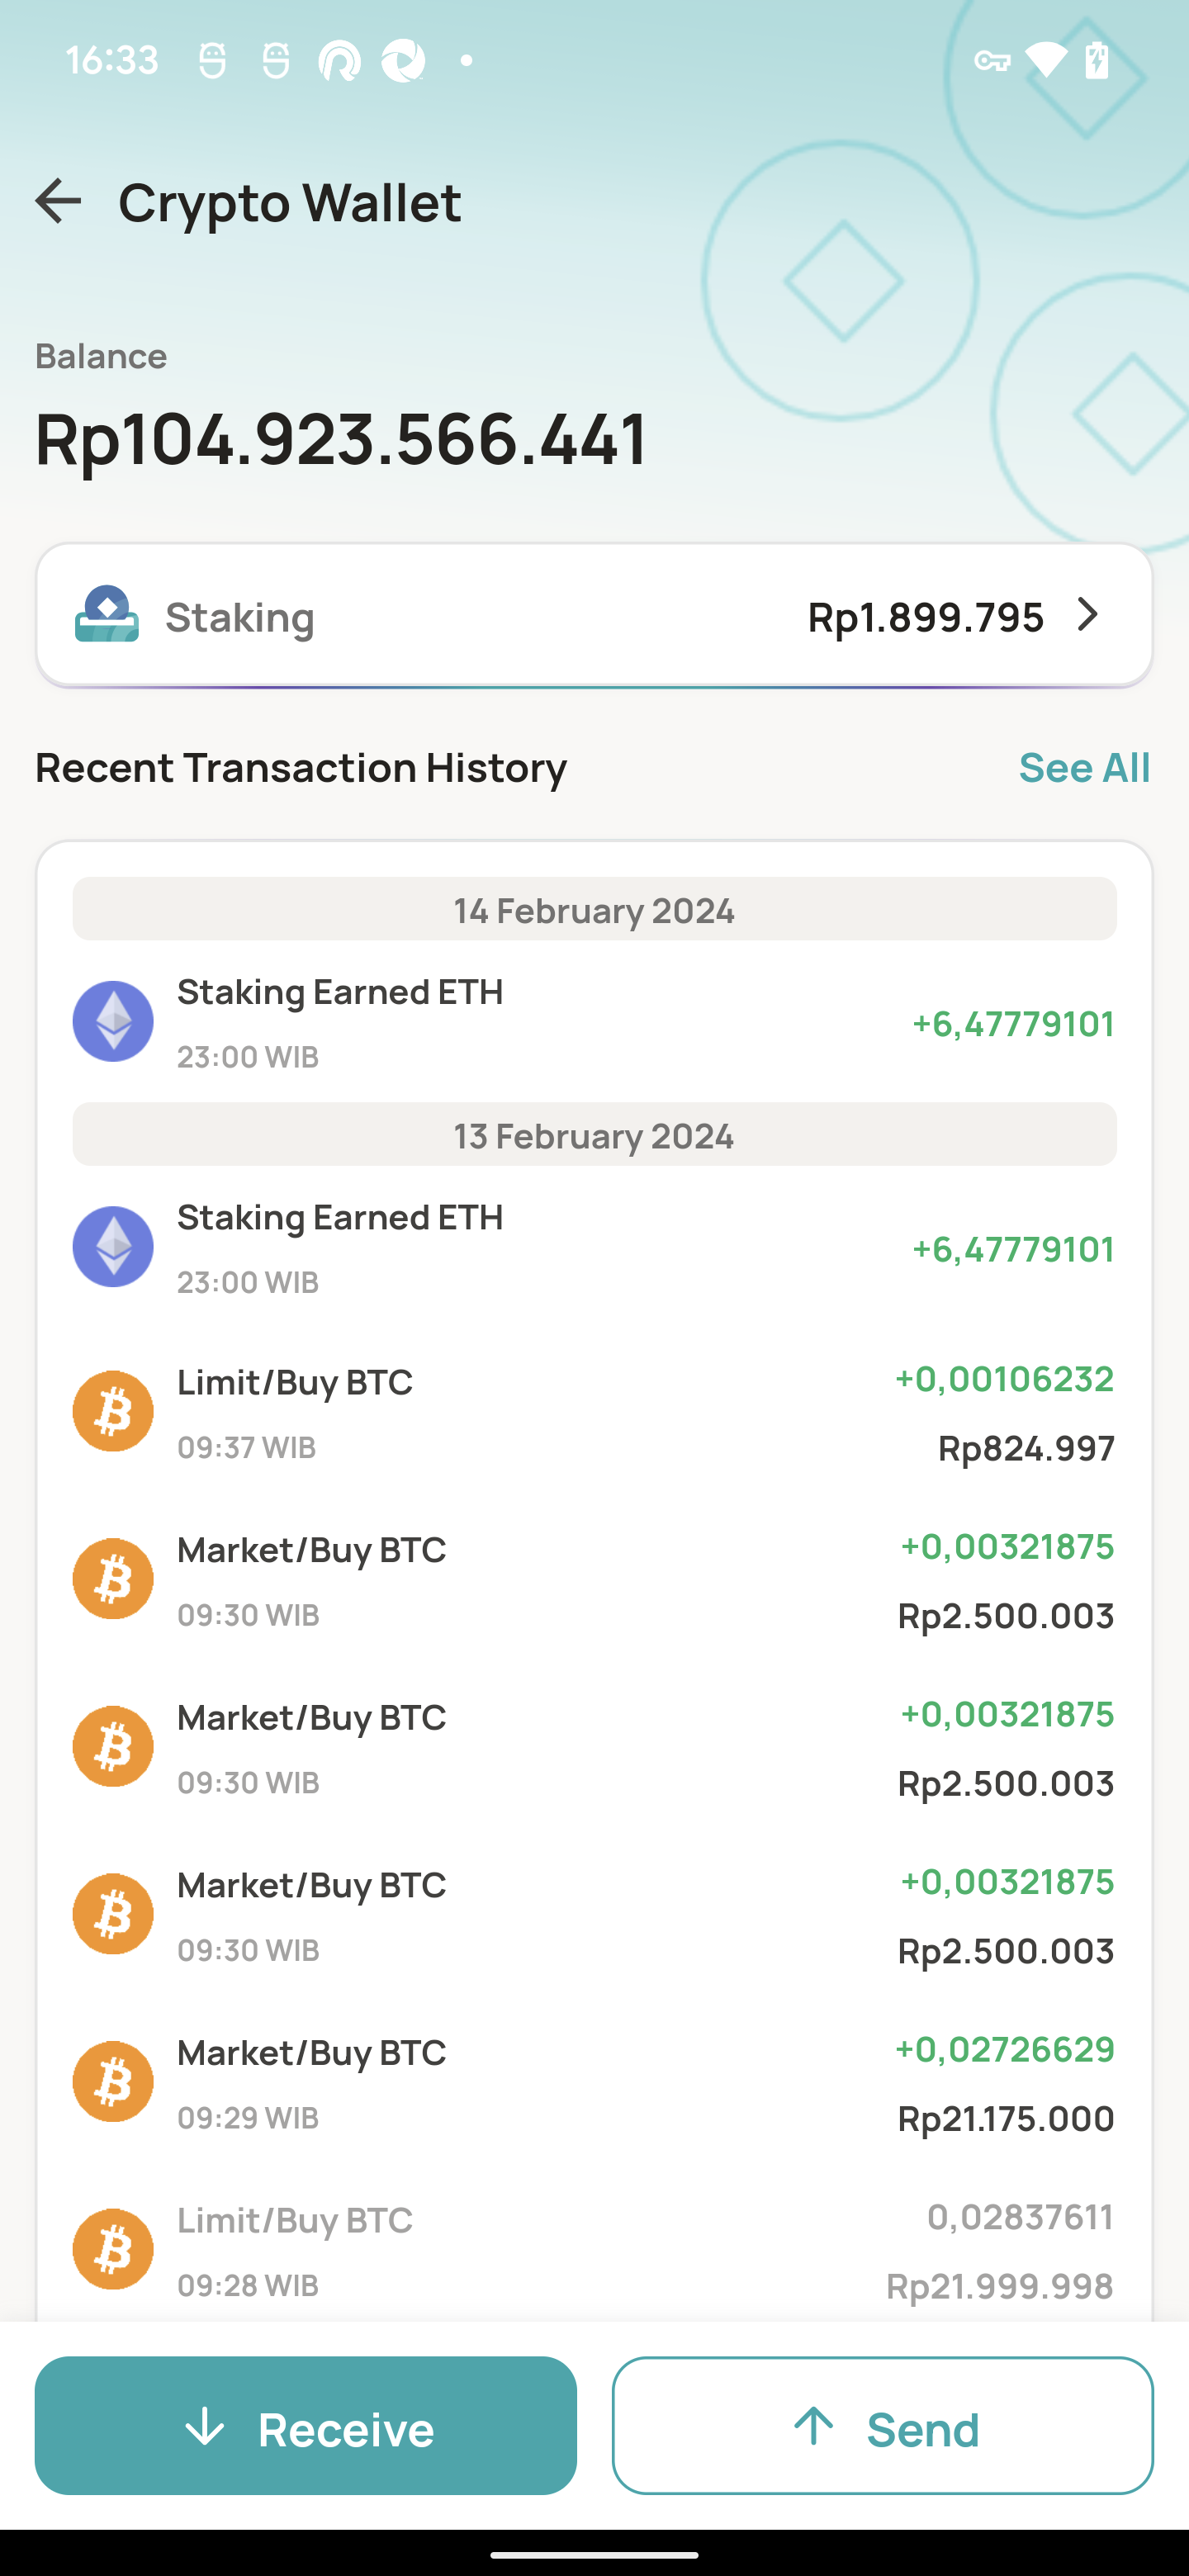 16:33
Crypto Wallet
Balance
Rp104.923.566.441
Staking Rp1.899.795
Recent Transaction History See All
14 February 2024
Staking Earned ETH
+6,47779101
23:00 WIB
13 February 2024
Staking Earned ETH
+6,47779101
23:00 WIB
Limit/Buy BTC +0,00106232
09:37 WIB Rp824.997
Market/Buy BTC +0,00321875
09:30 WIB Rp2.500.003
Market/Buy BTC +0,00321875
09:30 WIB Rp2.500.003
Market/Buy BTC +0,00321875
09:30 WIB Rp2.500.003
Market/Buy BTC +0,02726629
09:29 WIB Rp21.175.000
Limit/Buy BTC 0,02837611
09:28 WIB Rp21.999.998
Receive Send